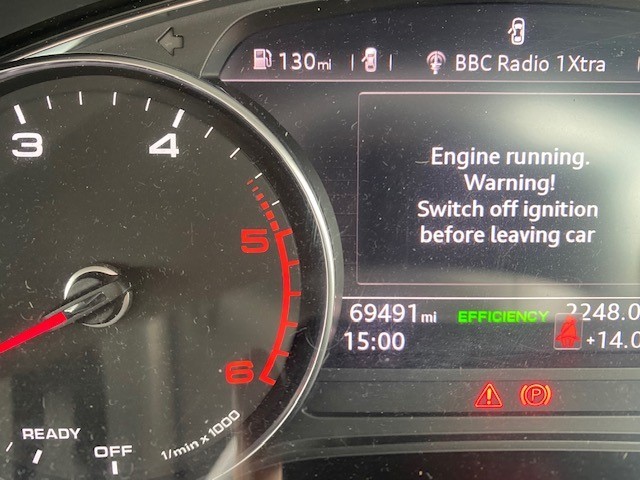 130mi
BBC Radio 1Xtra
3
4
5
6
Engine running.
Warning!
Switch off ignition
before leaving car
69491mi
EFFICIENCY
2248.0
15:00
+14.0
P
READY
OFF
1/min x 1000